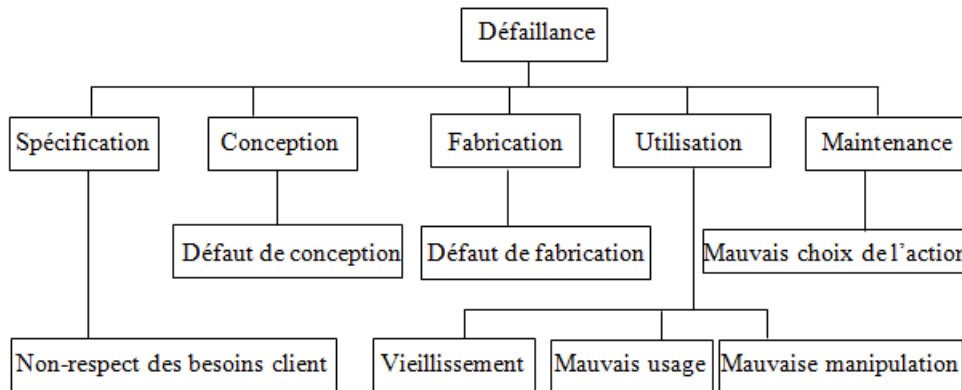 Défaillance
Spécification
Conception
Fabrication
Utilisation
Maintenance
Défaut de conception
Défaut de fabrication
Mauvais choix de l'action
Non-respect des besoins client
Vieillissement
Mauvais usage
Mauvaise manipulation